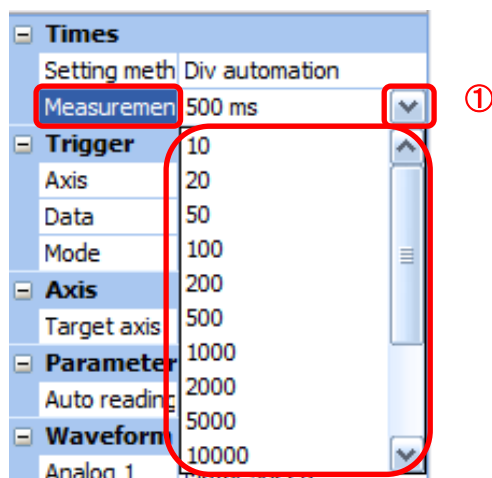 Times
Setting meth Div automation
Measuremen 500 ms ①
Trigger 10
Axis 20
Data 50
Mode 100
200
Axis
500
Target axis
1000
Parameter
2000
Auto reading
5000
Waveform
10000
Analog 1